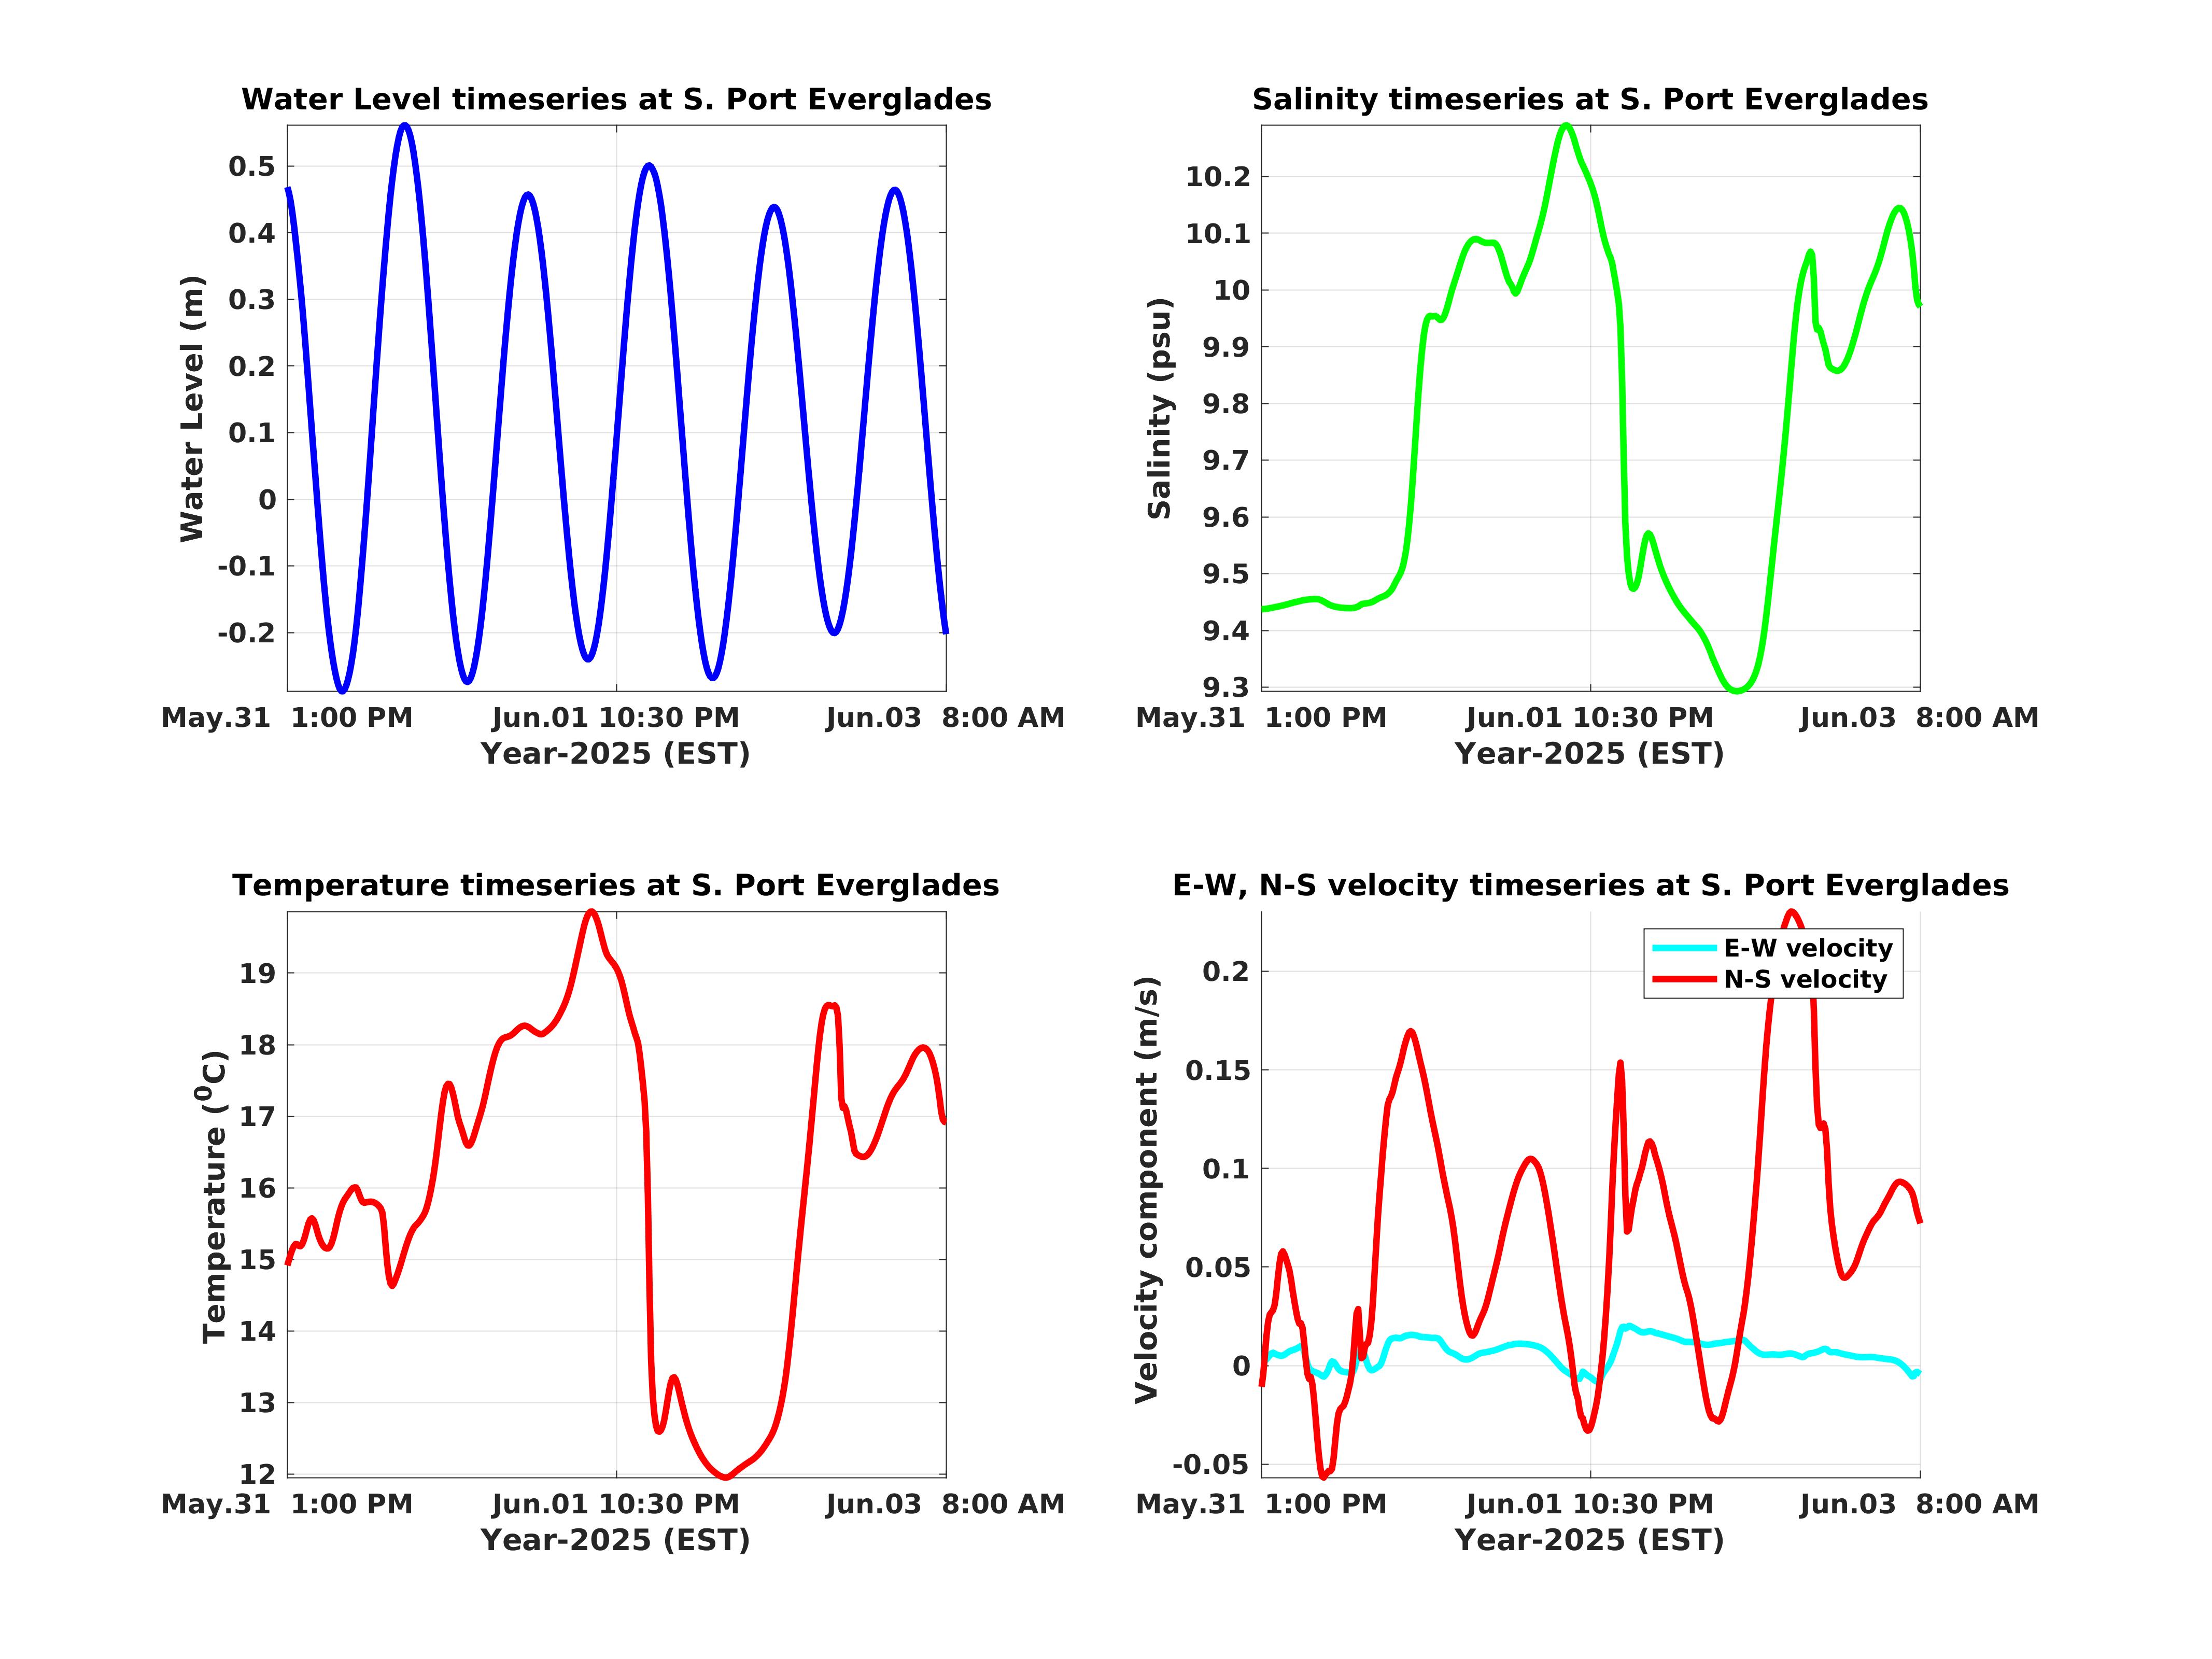 Water Level timeseries at S. Port Everglades
Water Level (m)
0.5
0.4
0.3
0.2
0.1
0
-0.1
-0.2
May.31 1:00 PM
Jun.01 10:30 PM
Jun.03 8:00 AM
Year-2025 (EST)
Salinity timeseries at S. Port Everglades
Salinity (psu)
10.2
10.1
10
9.9
9.8
9.7
9.6
9.5
9.4
9.3
May.31 1:00 PM
Jun.01 10:30 PM
Jun.03 8:00 AM
Year-2025 (EST)
Temperature timeseries at S. Port Everglades
Temperature (⁰C)
19
18
17
16
15
14
13
12
May.31 1:00 PM
Jun.01 10:30 PM
Jun.03 8:00 AM
Year-2025 (EST)
E-W, N-S velocity timeseries at S. Port Everglades
Velocity component (m/s)
0.2
0.15
0.1
0.05
0
-0.05
E-W velocity
N-S velocity
May.31 1:00 PM
Jun.01 10:30 PM
Jun.03 8:00 AM
Year-2025 (EST)